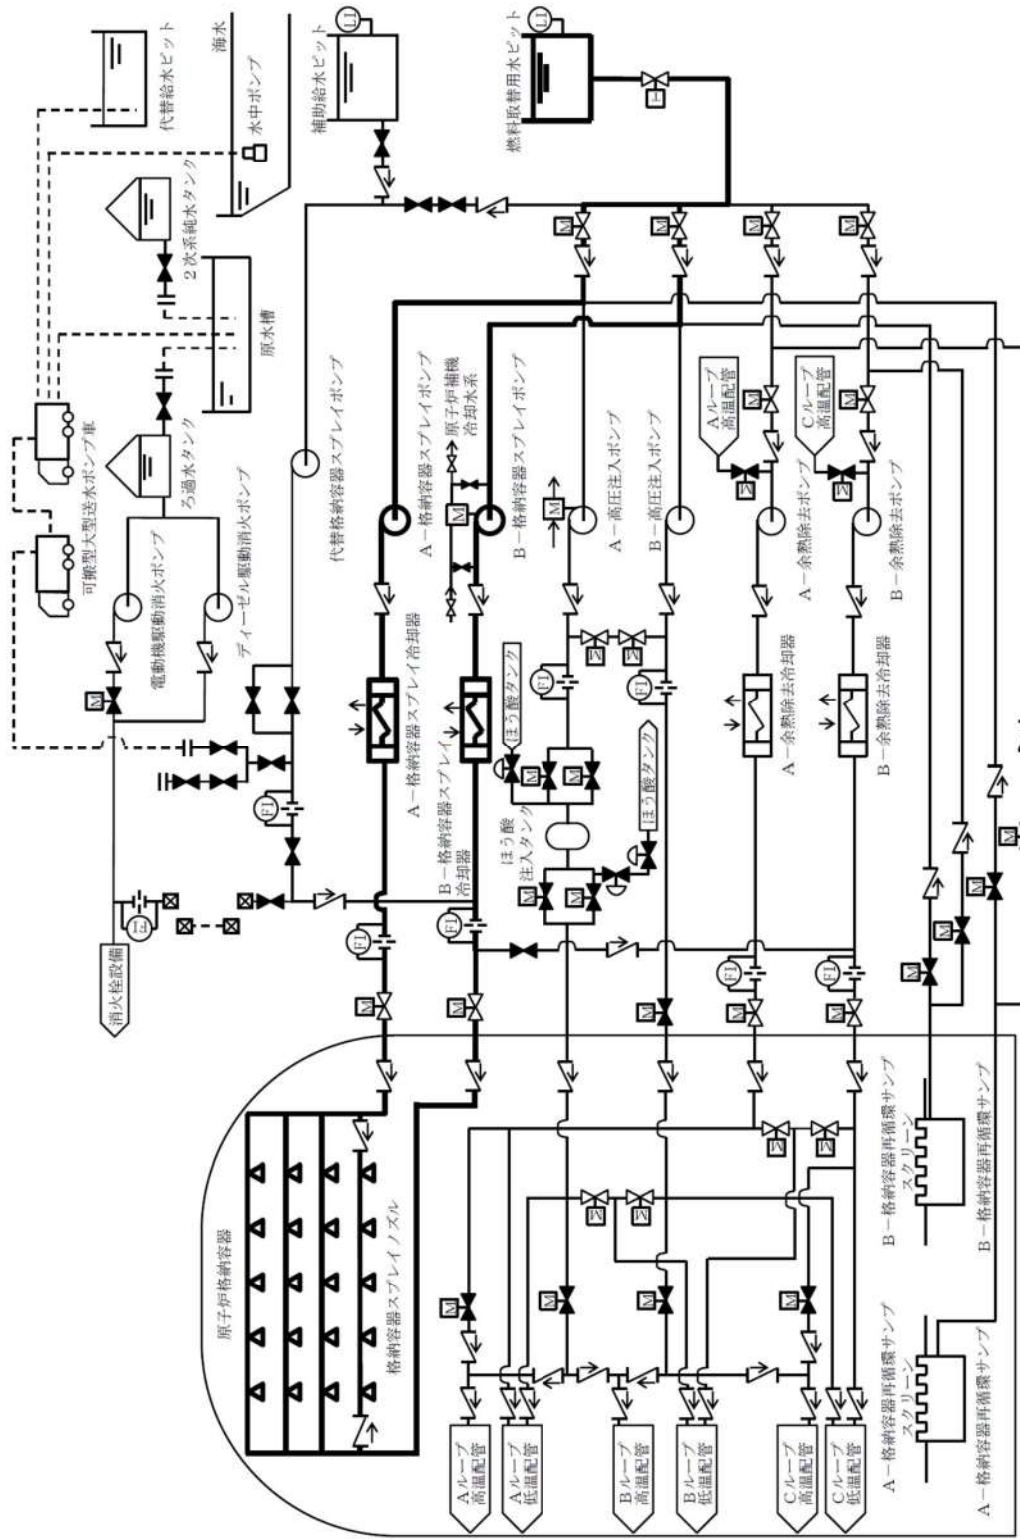 代替給水ピット
海水
水中ポンプ
2次系純水タンク
原水槽
可搬型大型送水ポンプ車
ろ過水タンク
電動機駆動消火ポンプ
ディーゼル駆動消火ポンプ
消火栓設備
FI
FI
M
補助給水ピット
LI
燃料取替用水ピット
LI
代替格納容器スプレイポンプ
A-格納容器スプレイポンプ
原子炉補機
冷却水系
B-格納容器スプレイポンプ
A-高圧注入ポンプ
B-高圧注入ポンプ
Aループ
高温配管
Cループ
高温配管
A-余熱除去ポンプ
B-余熱除去ポンプ
A-格納容器スプレイ冷却器
B-格納容器スプレイ
冷却器
ほう酸タンク
ほう酸
注入タンク
ほう酸タンク
A-余熱除去冷却器
B-余熱除去冷却器
FI
FI
FI
FI
FI
FI
M
M
M
M
M
M
原子炉格納容器
格納容器スプレイノズル
Aループ
高温配管
Aループ
低温配管
Bループ
高温配管
Bループ
低温配管
Cループ
高温配管
Cループ
低温配管
B-格納容器再循環サンプ
スクリーン
B-格納容器再循環サンプ
A-格納容器再循環サンプ
スクリーン
A-格納容器再循環サンプ